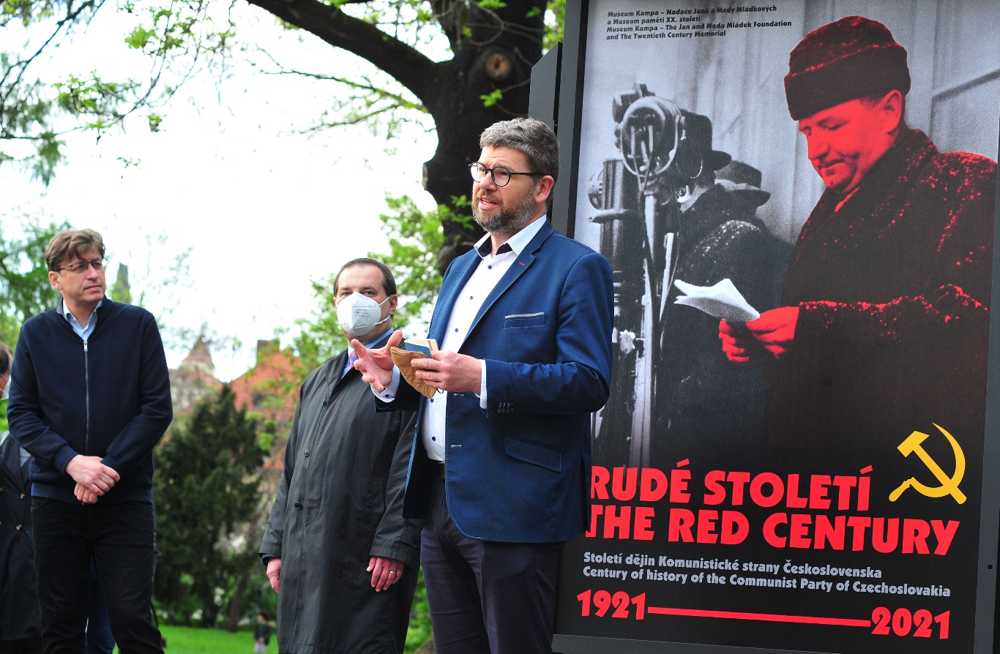 Museum Kampa – Nadace Jana a Medy Mládkových
a Muzeum paměti XX. století
Museum Kampa – The Jan and Meda Mládek Foundation
and The Twentieth Century Memorial
RUDÉ STOLETÍ
THE RED CENTURY
Století dějin Komunistické strany Československa
Century of history of the Communist Party of Czechoslovakia
1921 2021